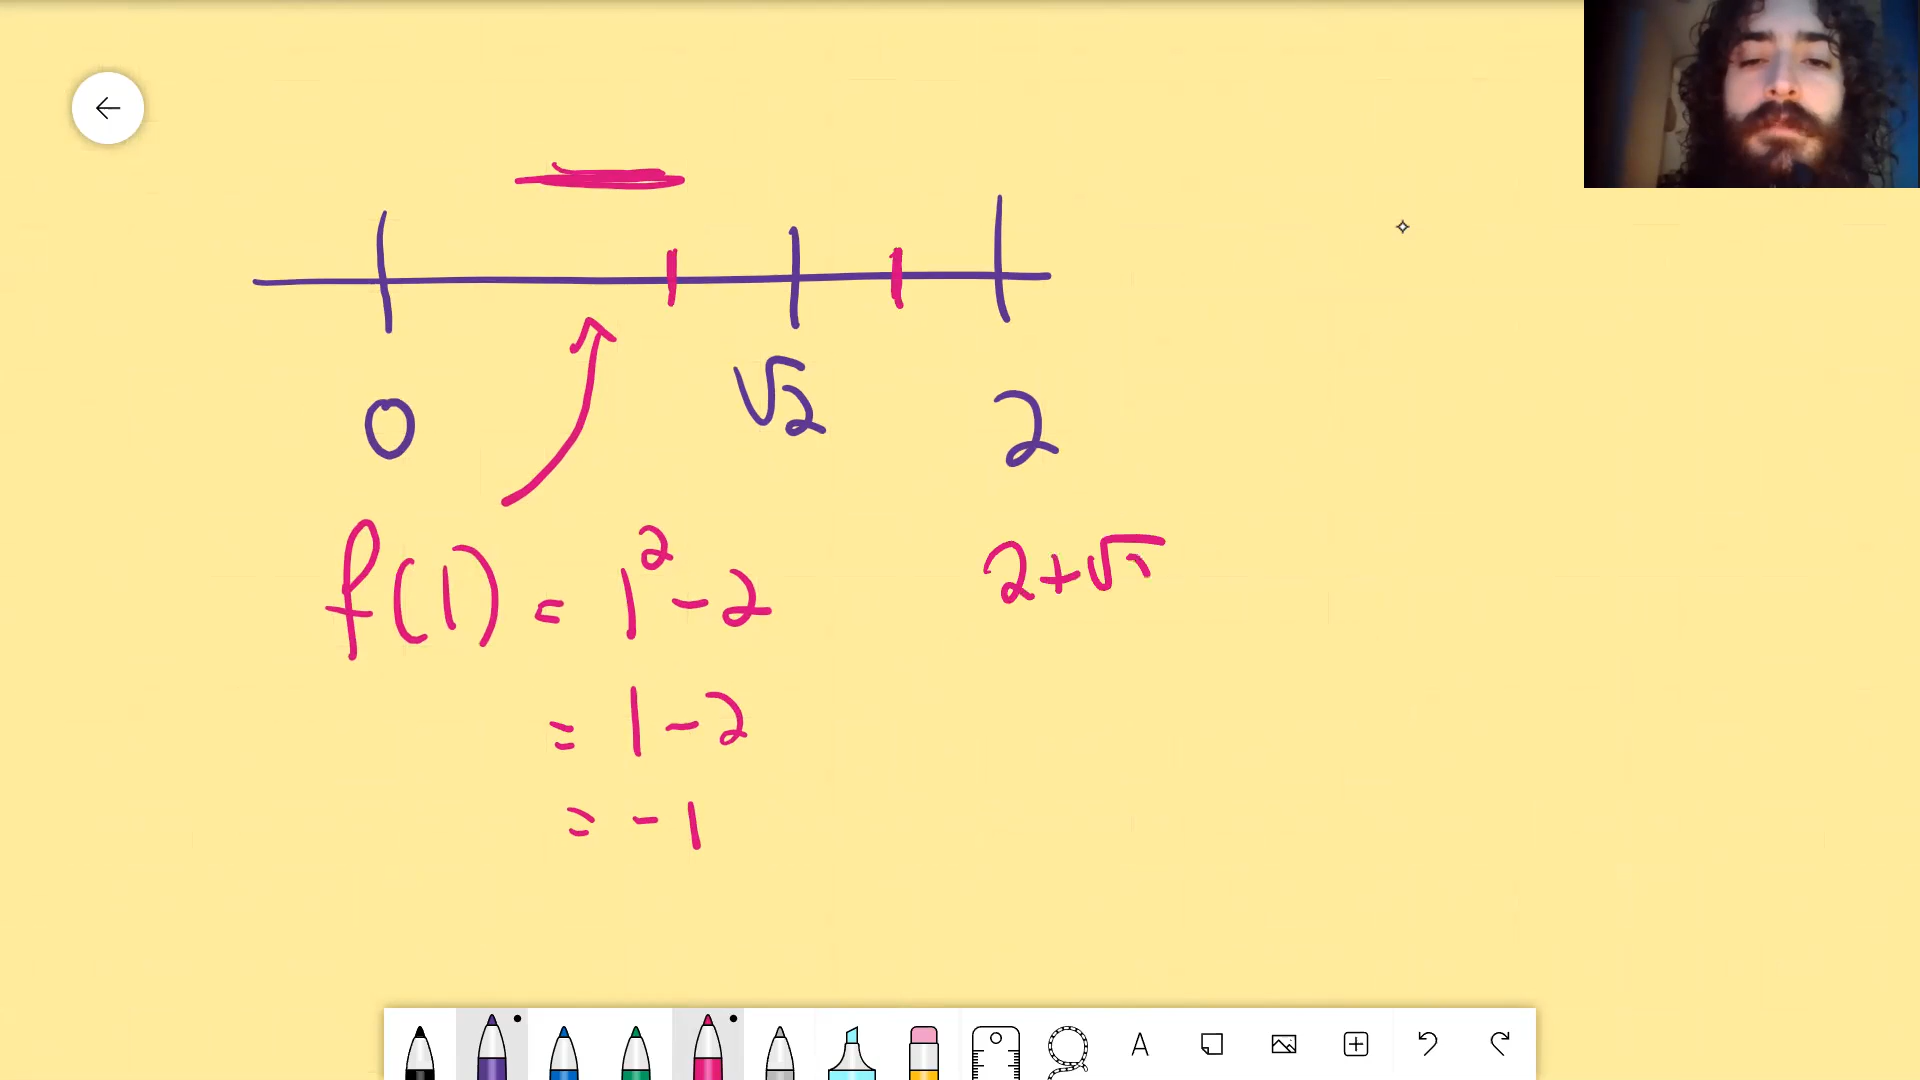 0 √2 2
f(1) = 1² - 2
2+√
= 1 - 2
= -1
A